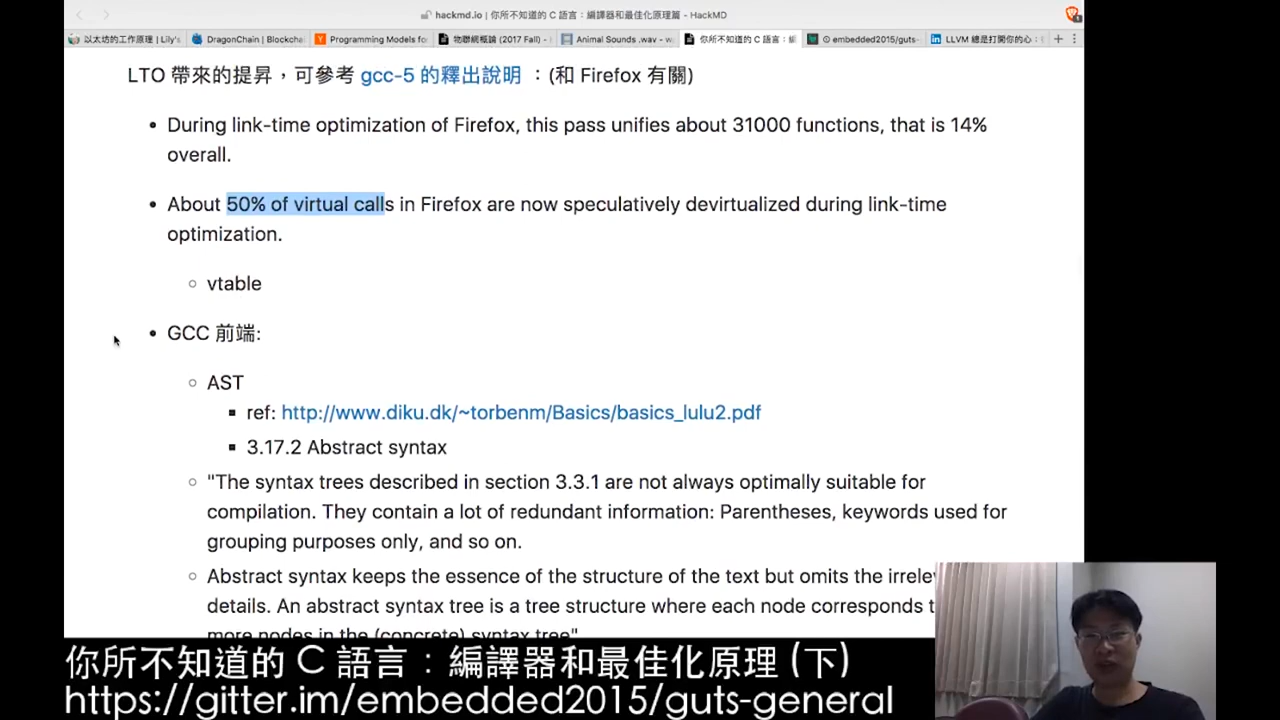 hackmd.io | 你所不知道的 C 語言：編譯器和最佳化原理篇 - HackMD
以太坊的工作原理 | Lily's
DragonChain | Blockchai
Programming Models for
物聯網概論 (2017 Fall) -
Animal Sounds .wav - w
你所不知道的 C 語言：編
embedded2015/guts-
LLVM 總是打開你的心：
LTO 帶來的提昇，可參考 gcc-5 的釋出說明 ：(和 Firefox 有關)
• During link-time optimization of Firefox, this pass unifies about 31000 functions, that is 14%
overall.
• About 50% of virtual calls in Firefox are now speculatively devirtualized during link-time
optimization.
◦ vtable
• GCC 前端:
◦ AST
▪ ref: http://www.diku.dk/~torbenm/Basics/basics_lulu2.pdf
▪ 3.17.2 Abstract syntax
◦ "The syntax trees described in section 3.3.1 are not always optimally suitable for
compilation. They contain a lot of redundant information: Parentheses, keywords used for
grouping purposes only, and so on.
◦ Abstract syntax keeps the essence of the structure of the text but omits the irrele
details. An abstract syntax tree is a tree structure where each node corresponds t
more nodes in the (concrete) syntax tree"
你所不知道的 C 語言：編譯器和最佳化原理 (下)
https://gitter.im/embedded2015/guts-general